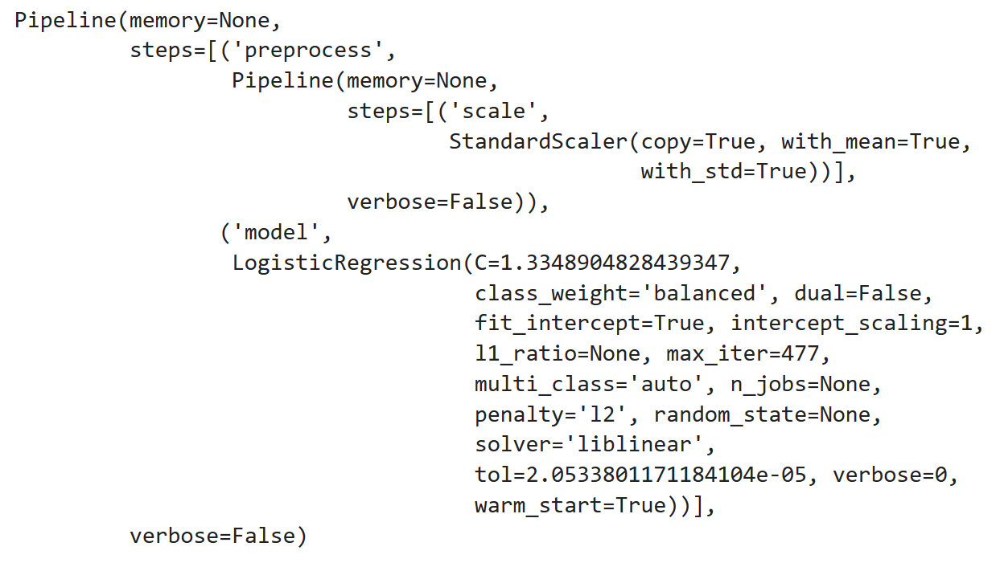 Pipeline(memory=None,
         steps=[('preprocess',
                 Pipeline(memory=None,
                          steps=[('scale',
                                  StandardScaler(copy=True, with_mean=True,
                                                 with_std=True))],
                          verbose=False)),
                ('model',
                 LogisticRegression(C=1.3348904828439347,
                                    class_weight='balanced', dual=False,
                                    fit_intercept=True, intercept_scaling=1,
                                    l1_ratio=None, max_iter=477,
                                    multi_class='auto', n_jobs=None,
                                    penalty='l2', random_state=None,
                                    solver='liblinear',
                                    tol=2.0533801171184104e-05, verbose=0,
                                    warm_start=True))],
         verbose=False)